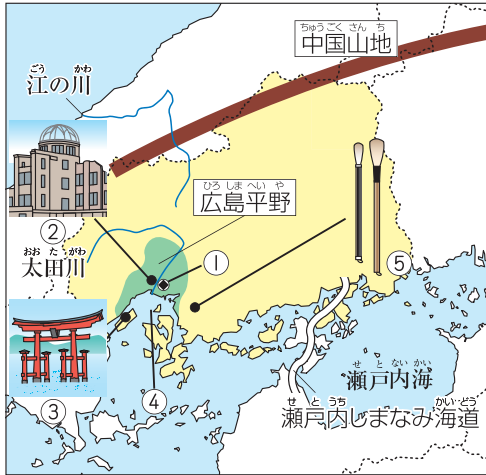 ちゅうごくさんち
中国山地
ごう かわ
江の川
ひろしまへいや
広島平野
②
おおたがわ
太田川
①
⑤
③
④
せとないかい
瀬戸内海
せとうち かいどう
瀬戸内しまなみ海道